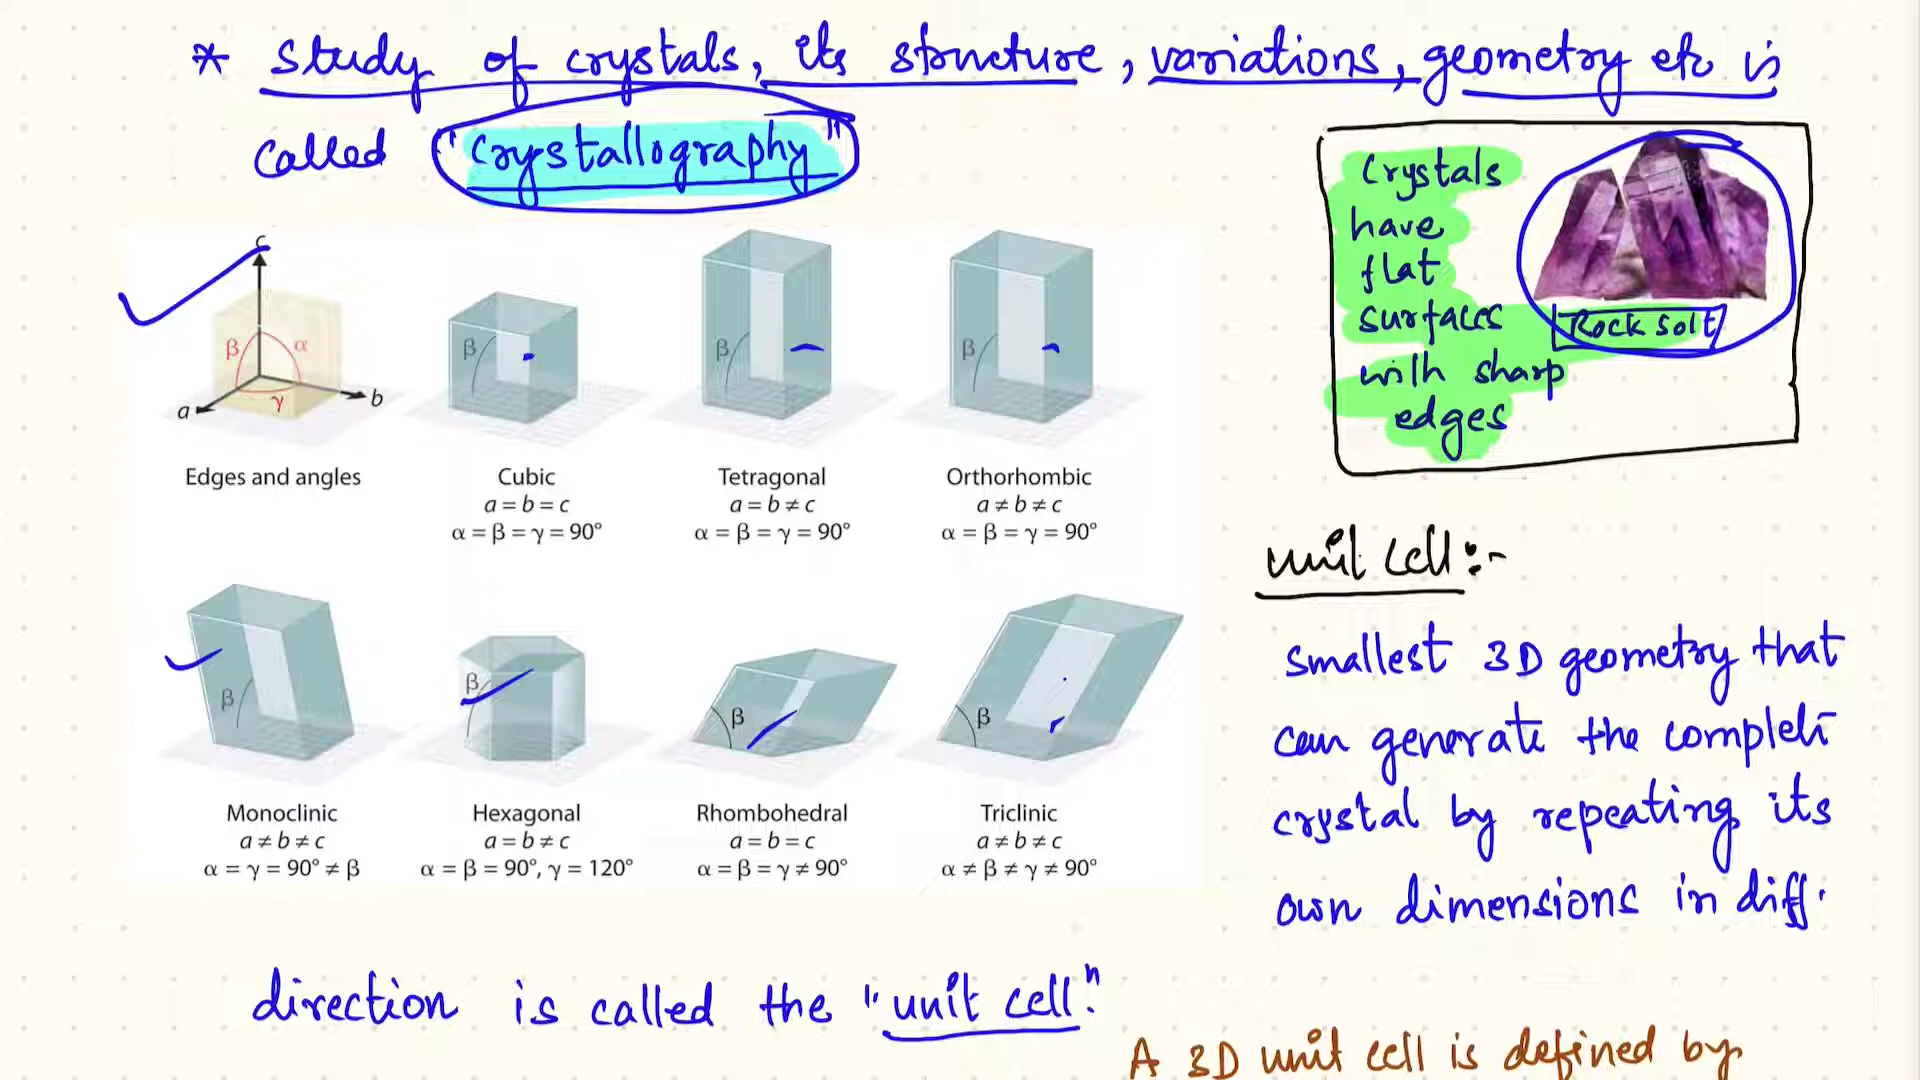 * Study of crystals, its structure, variations, geometry etc is
called "crystallography"
Crystals
have
flat
surfaces
with sharp
edges
Rock Salt
c
β
α
γ
a
b
Edges and angles
β
Cubic
a = b = c
α = β = γ = 90°
β
Tetragonal
a = b ≠ c
α = β = γ = 90°
β
Orthorhombic
a ≠ b ≠ c
α = β = γ = 90°
β
Monoclinic
a ≠ b ≠ c
α = γ = 90° ≠ β
β
Hexagonal
a = b ≠ c
α = β = 90°, γ = 120°
β
Rhombohedral
a = b = c
α = β = γ ≠ 90°
β
Triclinic
a ≠ b ≠ c
α ≠ β ≠ γ ≠ 90°
Unit Cell :-
Smallest 3D geometry that
can generate the complete
crystal by repeating its
own dimensions in diff.
direction is called the "unit cell."
A 3D unit cell is defined by